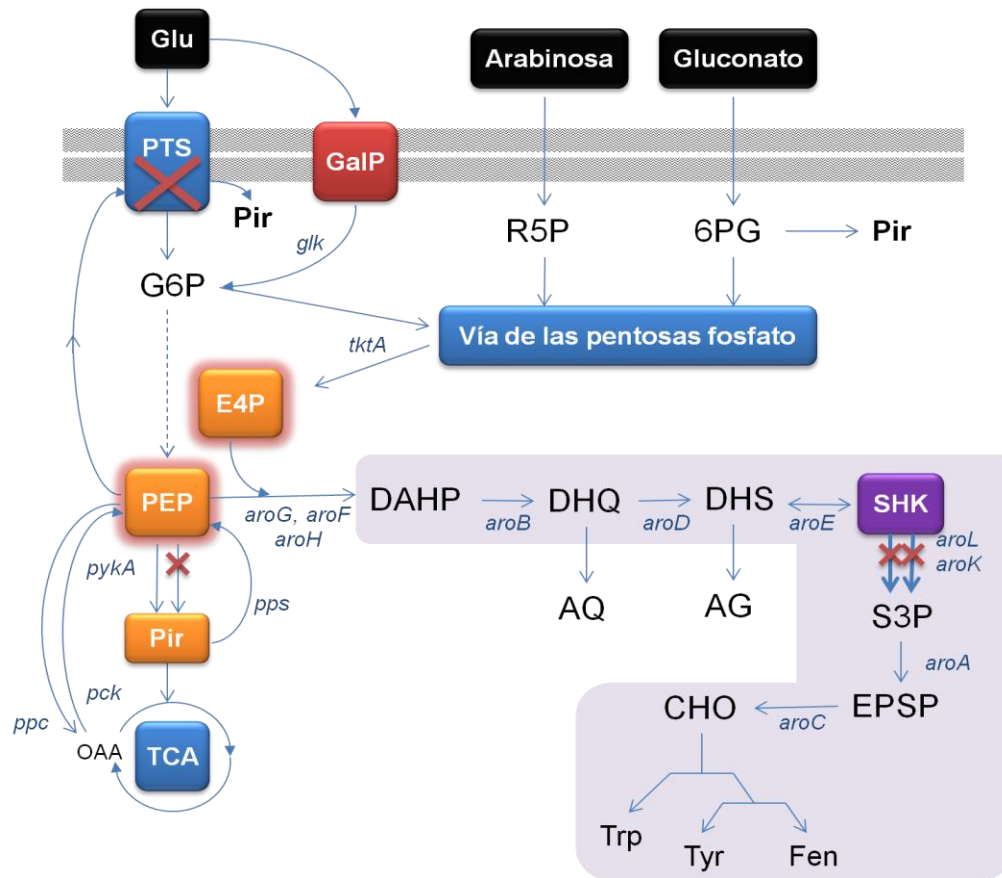 Glu
Arabinosa
Gluconato
PTS
GalP
Pir
glk
R5P
6PG
Pir
G6P
Vía de las pentosas fosfato
tktA
E4P
PEP
aroG, aroF
aroH
DAHP
aroB
DHQ
aroD
DHS
aroE
SHK
aroL
aroK
pykA
pps
AQ
AG
S3P
Pir
aroA
pck
ppc
CHO
aroC
EPSP
OAA
TCA
Trp
Tyr
Fen